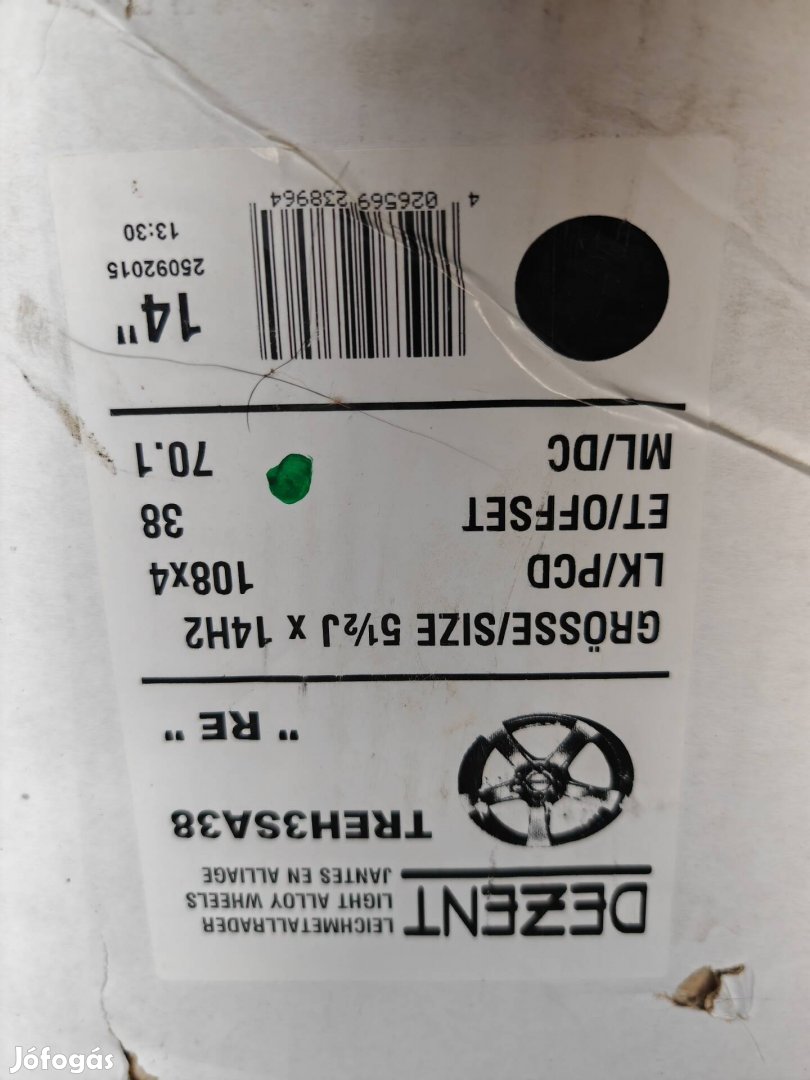 DEZENT
LEICHMETALLRÄDER
LIGHT ALLOY WHEELS
JANTES EN ALLIAGE
TREH3SA38
" RE "
GRÖSSE/SIZE 5½J x 14H2
LK/PCD 108x4
ET/OFFSET 38
ML/DC 70.1
14"
25092015
13:30
4 026569 238964
Jófogás